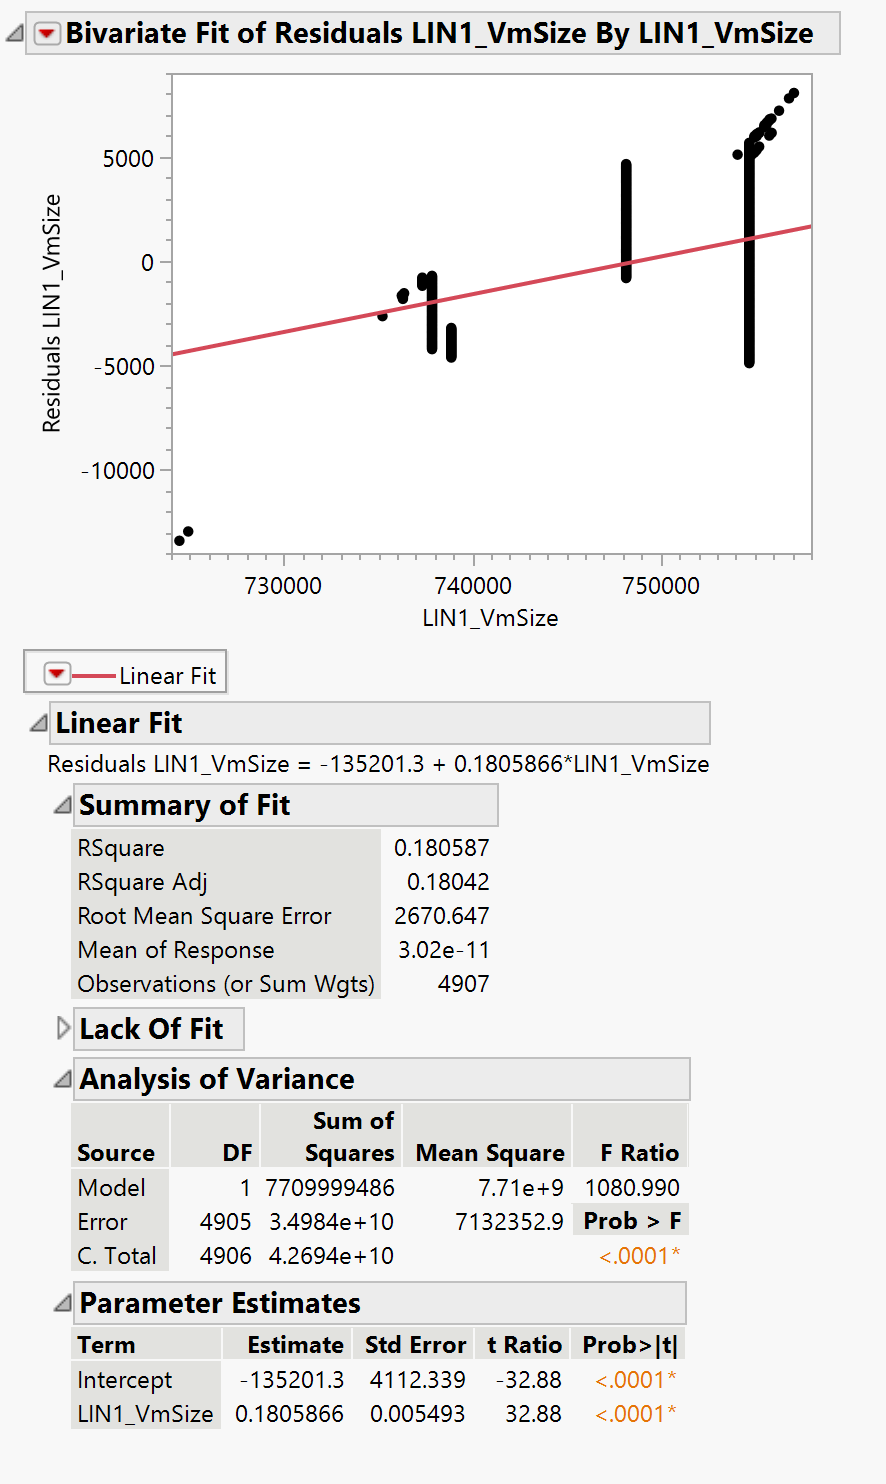 Bivariate Fit of Residuals LIN1_VmSize By LIN1_VmSize
Residuals LIN1_VmSize
5000
0
-5000
-10000
730000 740000 750000
LIN1_VmSize
Linear Fit
Linear Fit
Residuals LIN1_VmSize = -135201.3 + 0.1805866*LIN1_VmSize
Summary of Fit
RSquare 0.180587
RSquare Adj 0.18042
Root Mean Square Error 2670.647
Mean of Response 3.02e-11
Observations (or Sum Wgts) 4907
Lack Of Fit
Analysis of Variance
Sum of
Source DF Squares Mean Square F Ratio
Model 1 7709999486 7.71e+9 1080.990
Error 4905 3.4984e+10 7132352.9 Prob > F
C. Total 4906 4.2694e+10 <.0001*
Parameter Estimates
Term Estimate Std Error t Ratio Prob>|t|
Intercept -135201.3 4112.339 -32.88 <.0001*
LIN1_VmSize 0.1805866 0.005493 32.88 <.0001*